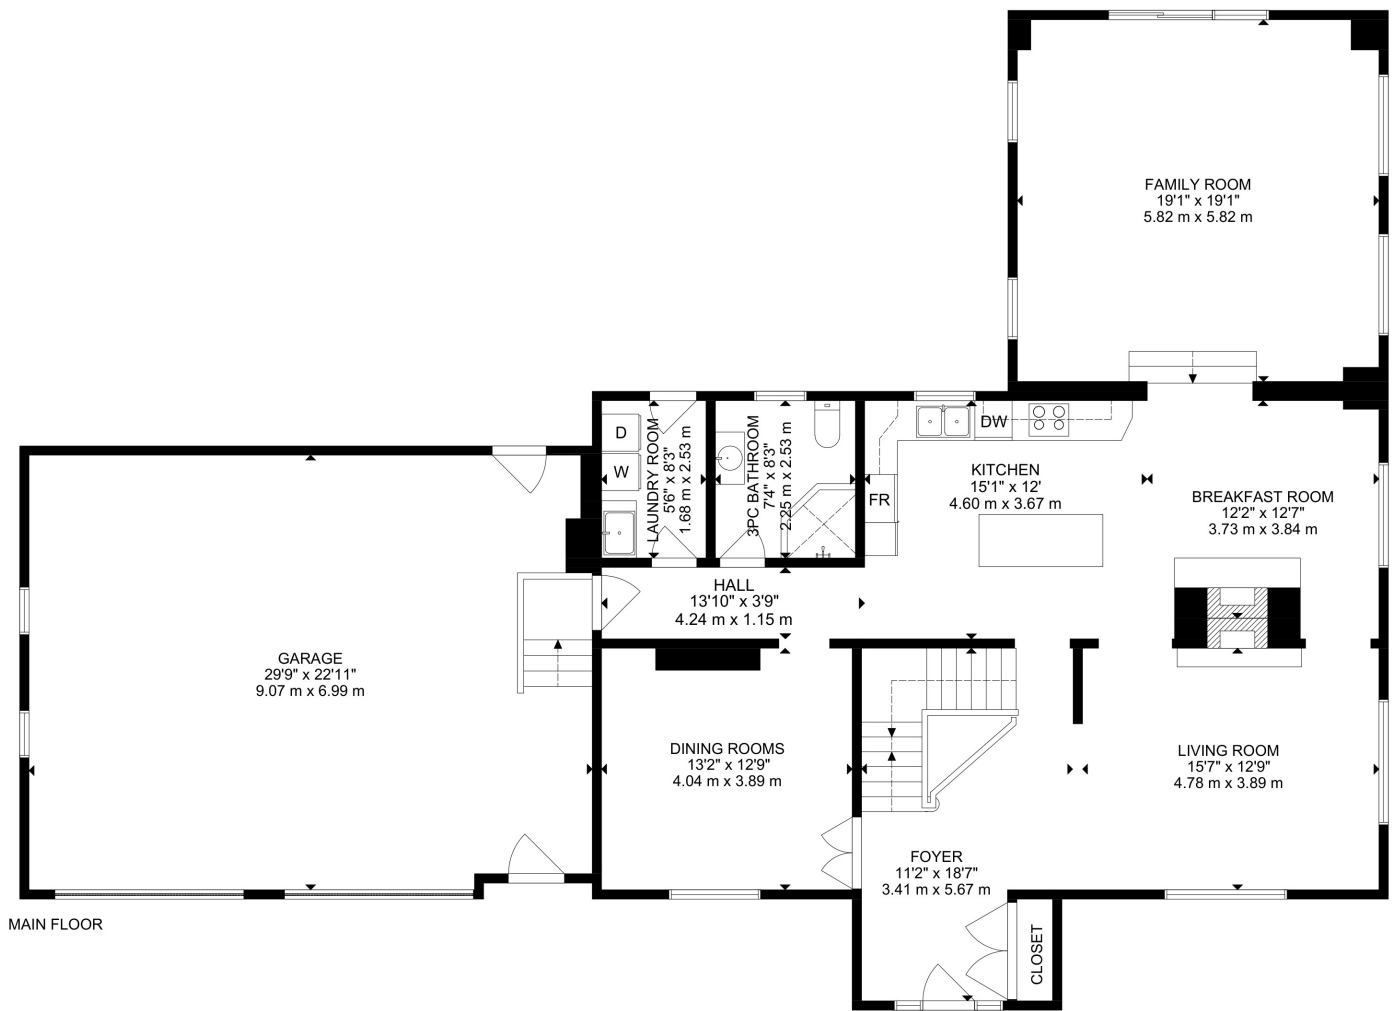 FAMILY ROOM
19'1" x 19'1"
5.82 m x 5.82 m
D
W
LAUNDRY ROOM
5'6" x 8'3"
1.68 m x 2.53 m
3PC BATHROOM
7'4" x 8'3"
2.25 m x 2.53 m
DW
FR
KITCHEN
15'1" x 12'
4.60 m x 3.67 m
BREAKFAST ROOM
12'2" x 12'7"
3.73 m x 3.84 m
HALL
13'10" x 3'9"
4.24 m x 1.15 m
GARAGE
29'9" x 22'11"
9.07 m x 6.99 m
DINING ROOMS
13'2" x 12'9"
4.04 m x 3.89 m
LIVING ROOM
15'7" x 12'9"
4.78 m x 3.89 m
FOYER
11'2" x 18'7"
3.41 m x 5.67 m
CLOSET
MAIN FLOOR